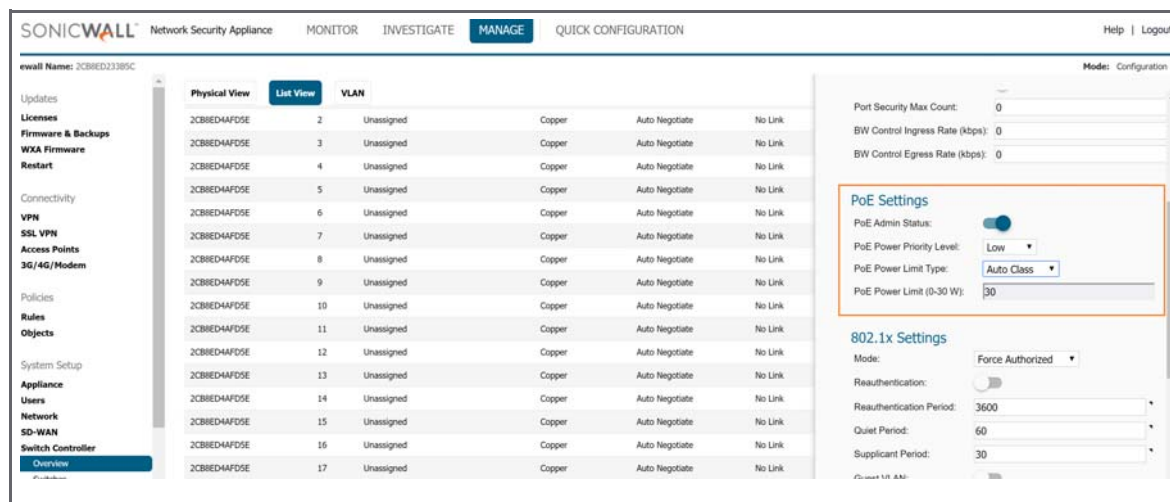 SONICWALL Network Security Appliance MONITOR INVESTIGATE MANAGE QUICK CONFIGURATION Help | Logout
ewall Name: 2CB8ED23385C Mode: Configuration
Updates
Licenses
Firmware & Backups
WXA Firmware
Restart
Connectivity
VPN
SSL VPN
Access Points
3G/4G/Modem
Policies
Rules
Objects
System Setup
Appliance
Users
Network
SD-WAN
Switch Controller
Overview
Physical View List View VLAN
2CB8ED4AFD5E 2 Unassigned Copper Auto Negotiate No Link
2CB8ED4AFD5E 3 Unassigned Copper Auto Negotiate No Link
2CB8ED4AFD5E 4 Unassigned Copper Auto Negotiate No Link
2CB8ED4AFD5E 5 Unassigned Copper Auto Negotiate No Link
2CB8ED4AFD5E 6 Unassigned Copper Auto Negotiate No Link
2CB8ED4AFD5E 7 Unassigned Copper Auto Negotiate No Link
2CB8ED4AFD5E 8 Unassigned Copper Auto Negotiate No Link
2CB8ED4AFD5E 9 Unassigned Copper Auto Negotiate No Link
2CB8ED4AFD5E 10 Unassigned Copper Auto Negotiate No Link
2CB8ED4AFD5E 11 Unassigned Copper Auto Negotiate No Link
2CB8ED4AFD5E 12 Unassigned Copper Auto Negotiate No Link
2CB8ED4AFD5E 13 Unassigned Copper Auto Negotiate No Link
2CB8ED4AFD5E 14 Unassigned Copper Auto Negotiate No Link
2CB8ED4AFD5E 15 Unassigned Copper Auto Negotiate No Link
2CB8ED4AFD5E 16 Unassigned Copper Auto Negotiate No Link
2CB8ED4AFD5E 17 Unassigned Copper Auto Negotiate No Link
Port Security Max Count: 0
BW Control Ingress Rate (kbps): 0
BW Control Egress Rate (kbps): 0
PoE Settings
PoE Admin Status:
PoE Power Priority Level: Low
PoE Power Limit Type: Auto Class
PoE Power Limit (0-30 W): 30
802.1x Settings
Mode: Force Authorized
Reauthentication:
Reauthentication Period: 3600
Quiet Period: 60
Supplicant Period: 30
Guest VLAN: